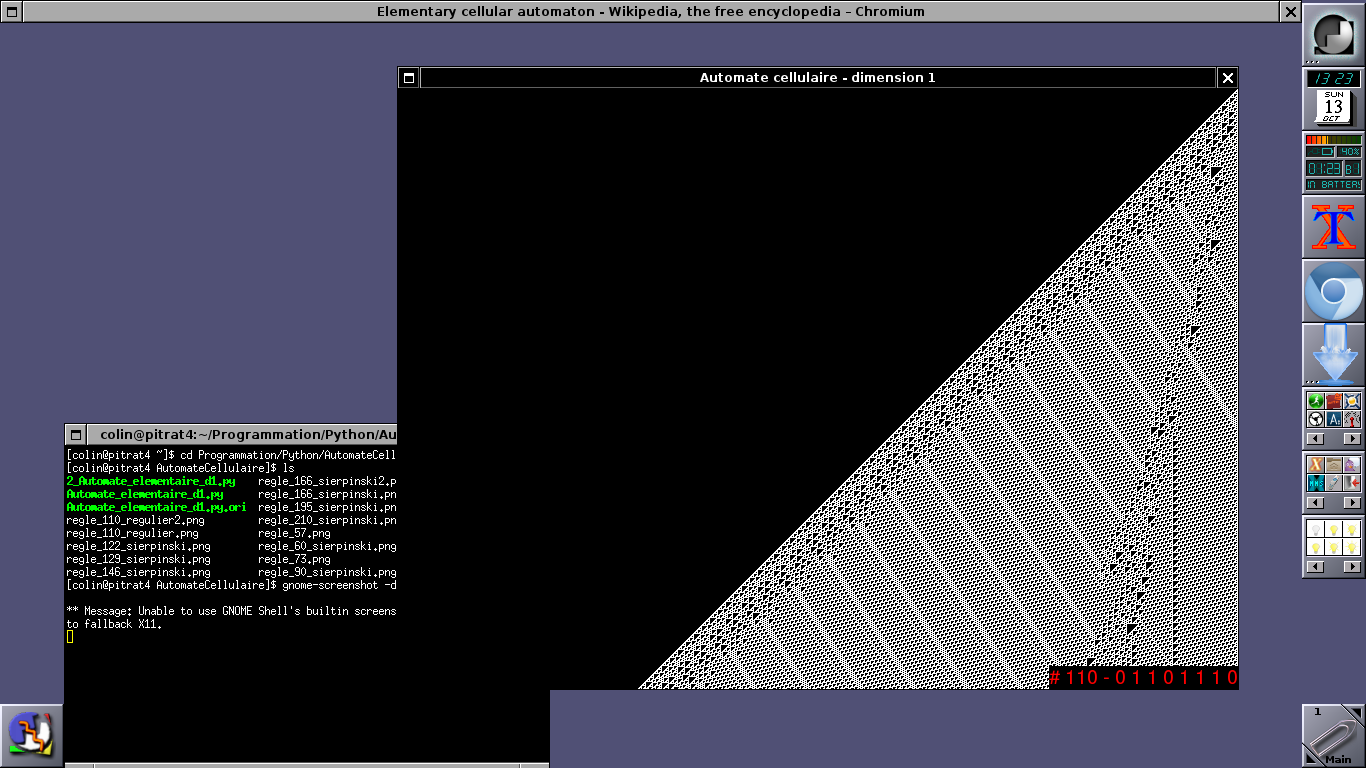 Elementary cellular automaton - Wikipedia, the free encyclopedia - Chromium
Automate cellulaire - dimension 1
13 23
SUN
13
OCT
40%
01:23 B1
IN BATTERY
colin@pitrat4:~/Programmation/Python/Au
[colin@pitrat4 ~]$ cd Programmation/Python/AutomateCell
[colin@pitrat4 AutomateCellulaire]$ ls
2_Automate_elementaire_d1.py regle_166_sierpinski2.p
Automate_elementaire_d1.py regle_166_sierpinski.pn
Automate_elementaire_d1.py.ori regle_195_sierpinski.pn
regle_110_regulier2.png regle_210_sierpinski.pn
regle_110_regulier.png regle_57.png
regle_122_sierpinski.png regle_60_sierpinski.png
regle_129_sierpinski.png regle_73.png
regle_146_sierpinski.png regle_90_sierpinski.png
[colin@pitrat4 AutomateCellulaire]$ gnome-screenshot -d
** Message: Unable to use GNOME Shell's builtin screens
to fallback X11.
# 110 - 0 1 1 0 1 1 1 0
1
Main